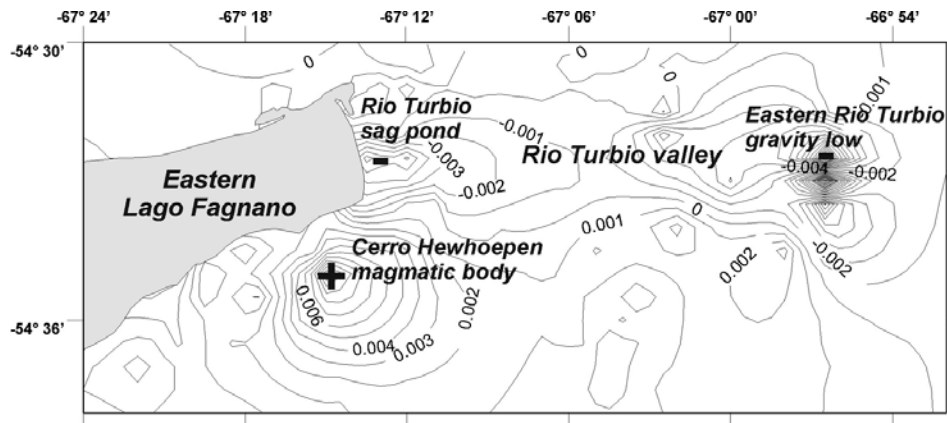 -67° 24'
-67° 18'
-67° 12'
-67° 06'
-67° 00'
-66° 54'
-54° 30'
0
0
0.001
Rio Turbio
sag pond
-0.001
Eastern Rio Turbio
gravity low
-0.003
Rio Turbio valley
-0.004
-0.002
Eastern
Lago Fagnano
-0.002
0
0.001
Cerro Hewhoepen
magmatic body
-0.002
0.002
0.006
0.002
-54° 36'
0.004
0.003